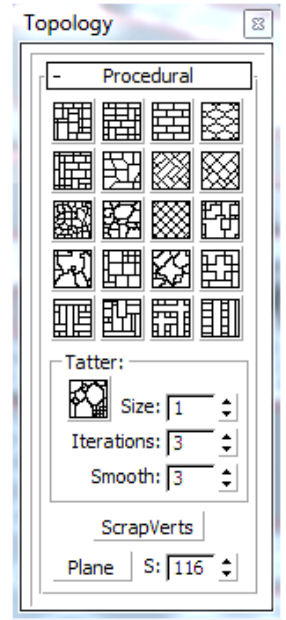 Topology
- Procedural
Tatter:
Size: 1
Iterations: 3
Smooth: 3
ScrapVerts
Plane S: 116